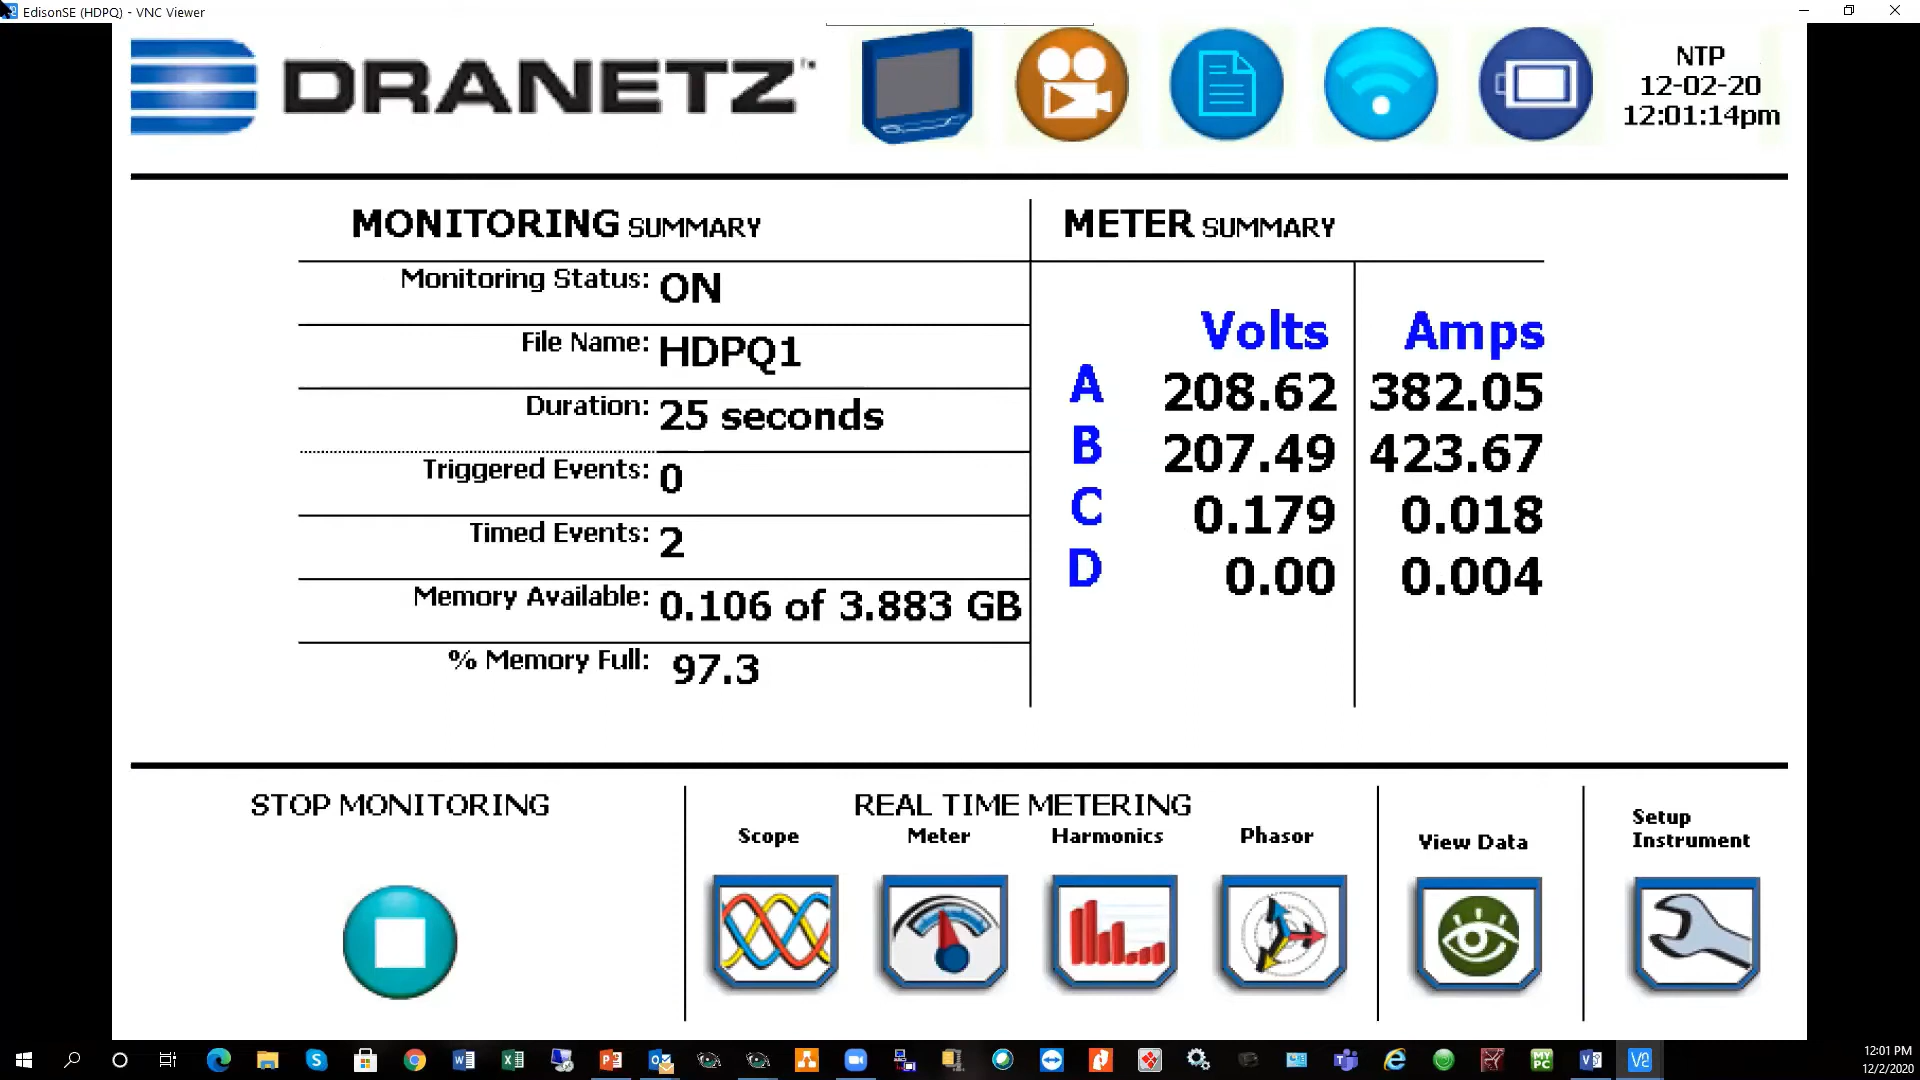 EdisonSE (HDPQ) - VNC Viewer
DRANETZ™
NTP
12-02-20
12:01:14pm
MONITORING SUMMARY
Monitoring Status: ON
File Name: HDPQ1
Duration: 25 seconds
Triggered Events: 0
Timed Events: 2
Memory Available: 0.106 of 3.883 GB
% Memory Full: 97.3
METER SUMMARY
Volts Amps
A 208.62 382.05
B 207.49 423.67
C 0.179 0.018
D 0.00 0.004
STOP MONITORING
REAL TIME METERING
Scope Meter Harmonics Phasor
View Data
Setup
Instrument
12:01 PM
12/2/2020